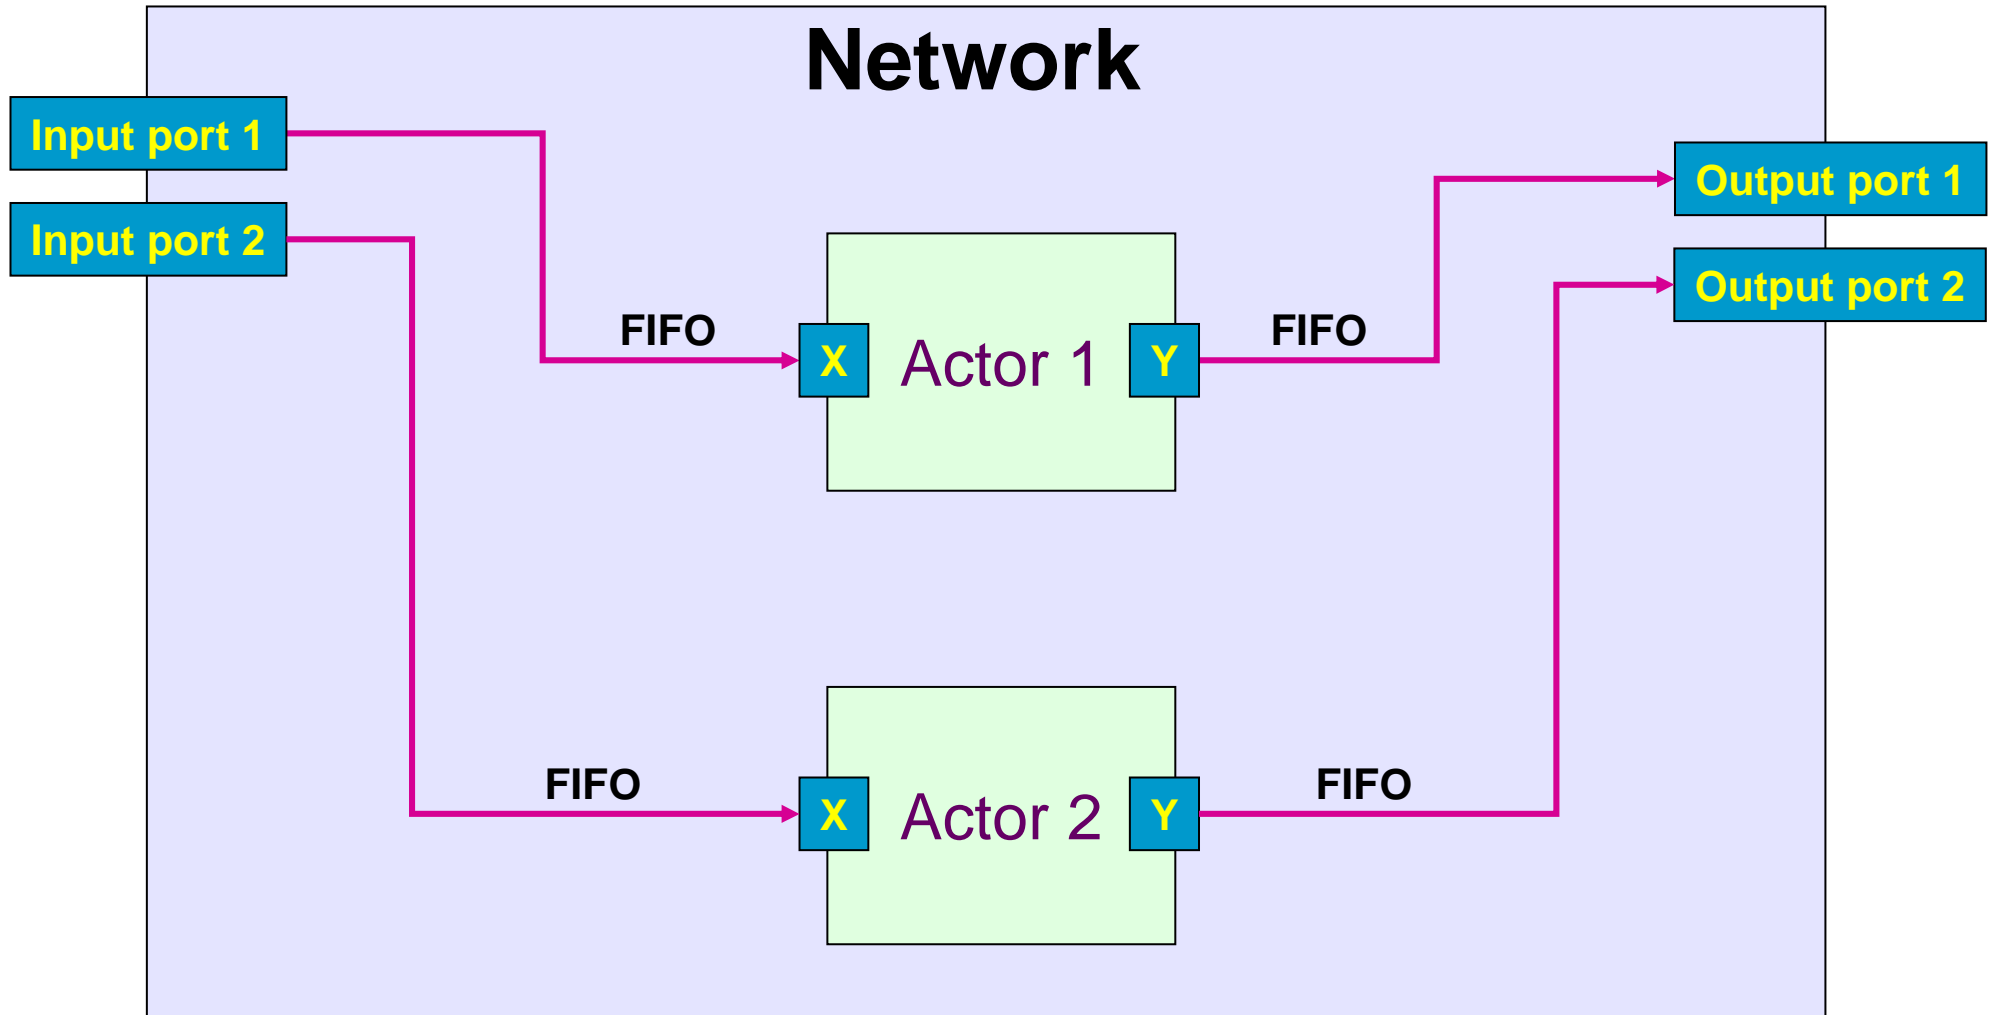 Network
Input port 1
Output port 1
Input port 2
Output port 2
FIFO
FIFO
X
Actor 1
Y
FIFO
FIFO
X
Actor 2
Y